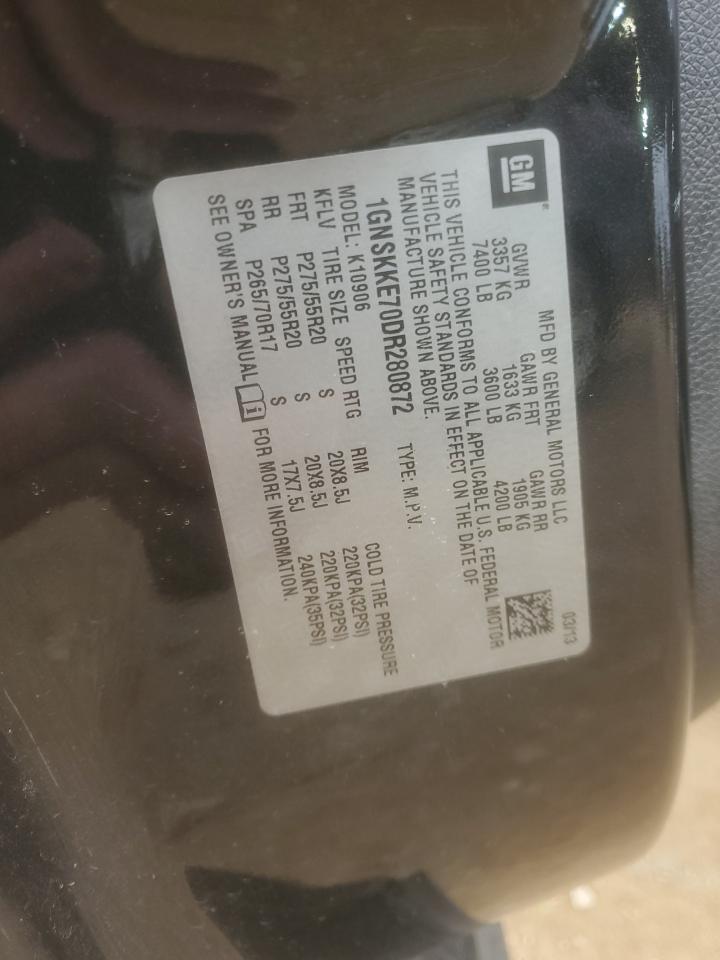 GM®
MFD BY GENERAL MOTORS LLC
03/13
GVWR GAWR FRT GAWR RR
3357 KG 1633 KG 1905 KG
7400 LB 3600 LB 4200 LB
THIS VEHICLE CONFORMS TO ALL APPLICABLE U.S. FEDERAL MOTOR
VEHICLE SAFETY STANDARDS IN EFFECT ON THE DATE OF
MANUFACTURE SHOWN ABOVE.
1GNSKKE70DR280872 TYPE: M.P.V.
MODEL: K10906
KFLV TIRE SIZE SPEED RTG RIM COLD TIRE PRESSURE
FRT P275/55R20 S 20X8.5J 220KPA(32PSI)
RR P275/55R20 S 20X8.5J 220KPA(32PSI)
SPA P265/70R17 S 17X7.5J 240KPA(35PSI)
SEE OWNER'S MANUAL i FOR MORE INFORMATION.